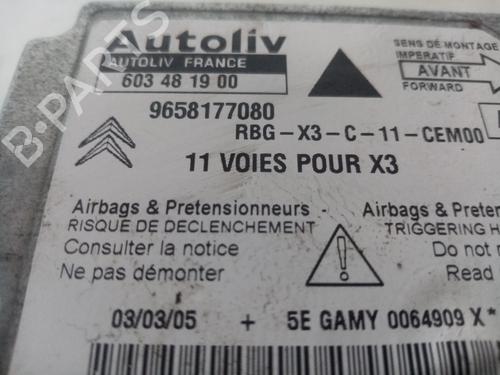 Autoliv
AUTOLIV FRANCE
603 48 19 00
SENS DE MONTAGE
IMPERATIF
AVANT
FORWARD
9658177080
RBG-X3-C-11-CEM00
11 VOIES POUR X3
Airbags & Pretensionneurs
RISQUE DE DECLENCHEMENT
Consulter la notice
Ne pas démonter
Airbags & Pretens
TRIGGERING H
Do not
Read
03/03/05 + 5E GAMY 0064909 X*
B-PARTS